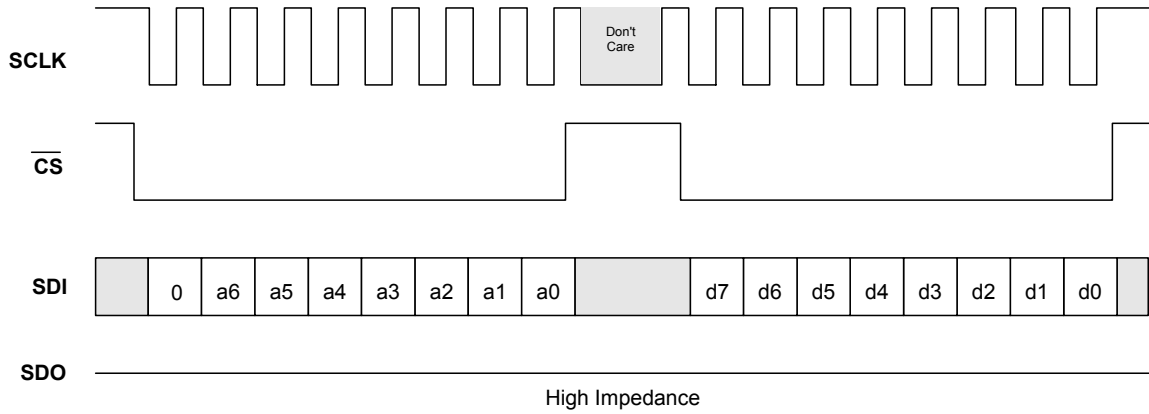 Don't
Care
SCLK
CS
SDI
0 a6 a5 a4 a3 a2 a1 a0 d7 d6 d5 d4 d3 d2 d1 d0
SDO
High Impedance